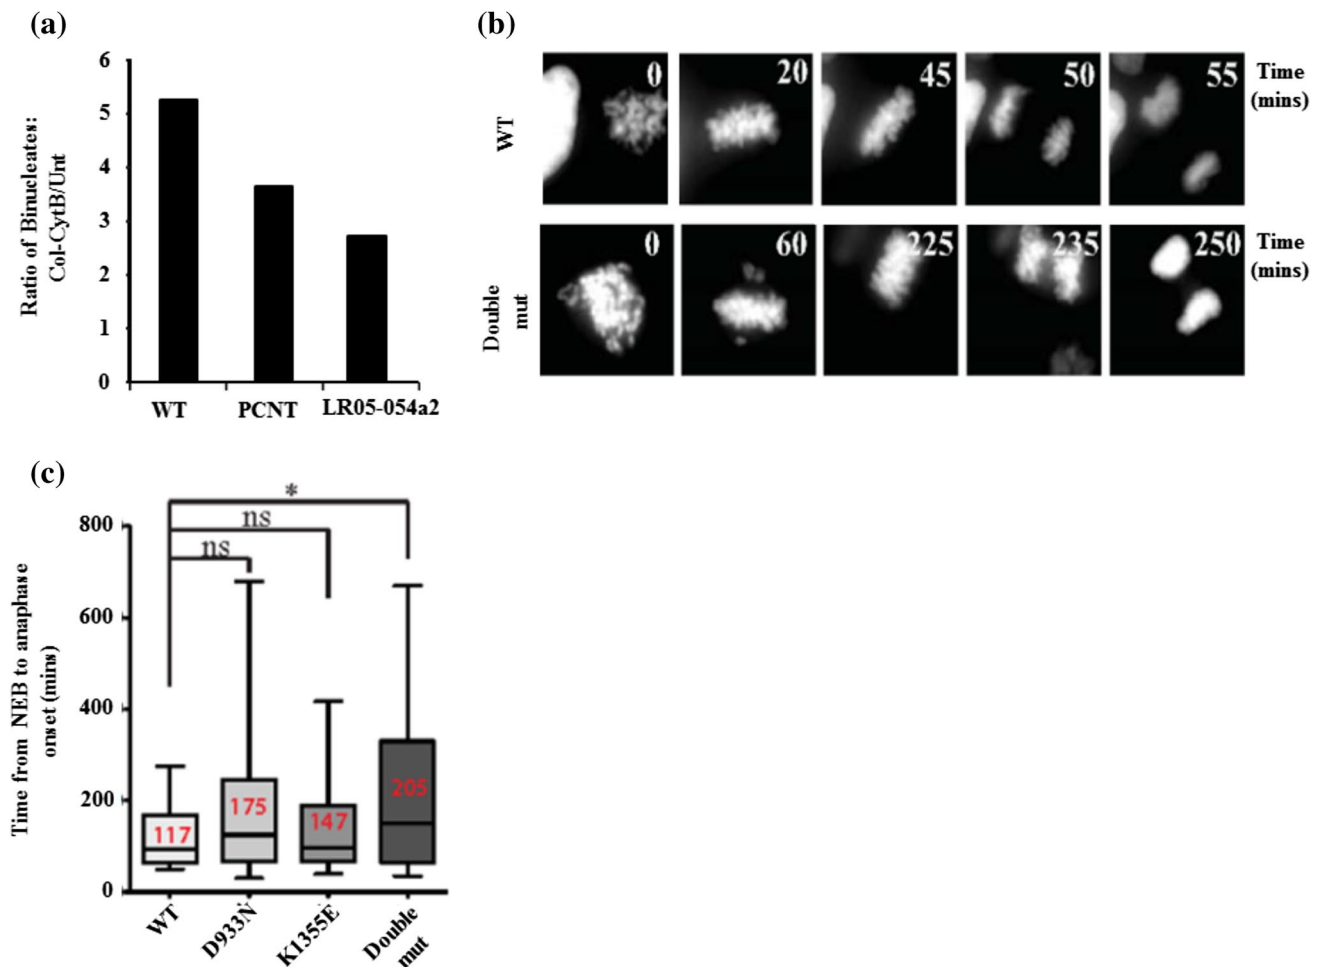 (a)
Ratio of Binucleates:
Col-CytB/Unt
6
5
4
3
2
1
0
WT
PCNT
LR05-054a2
(b)
WT
0
20
45
50
55
Time
(mins)
Double
mut
0
60
225
235
250
Time
(mins)
(c)
Time from NEB to anaphase
onset (mins)
800
600
400
200
0
*
ns
ns
117
175
147
205
WT
D933N
K1355E
Double
mut